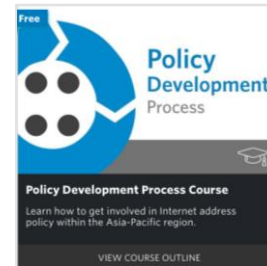 Free
Policy
Development
Process
Policy Development Process Course
Learn how to get involved in Internet address
policy within the Asia-Pacific region.
VIEW COURSE OUTLINE